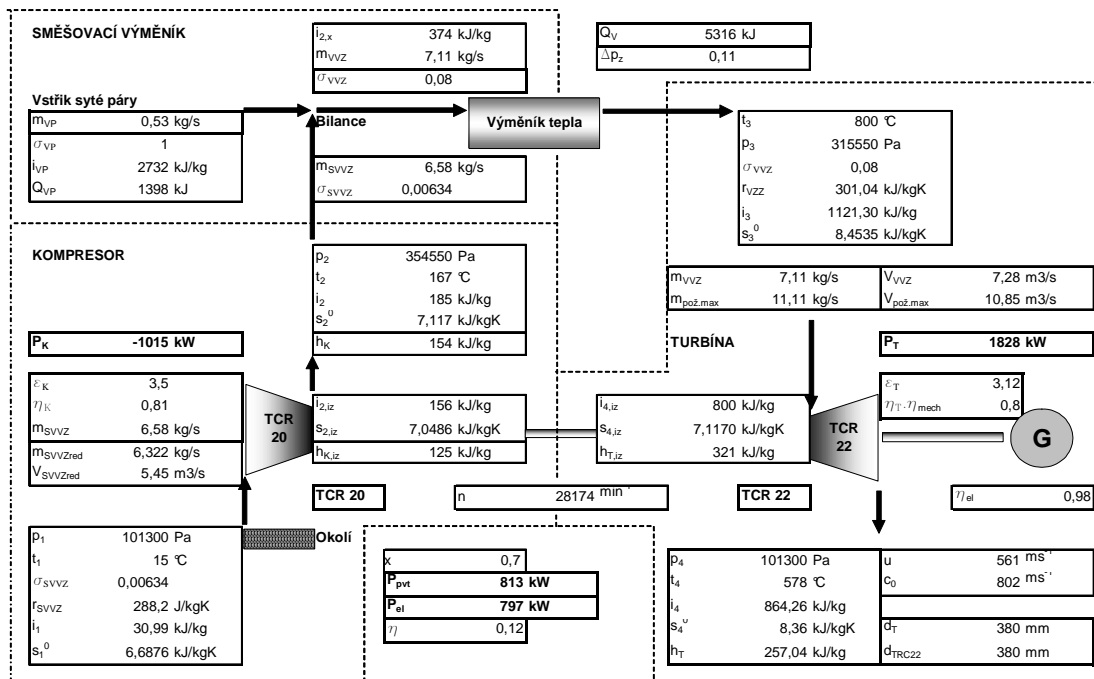 SMĚŠOVACÍ VÝMĚNÍK
i2,x 374 kJ/kg
mVVZ 7,11 kg/s
σVVZ 0,08
QV 5316 kJ
Δpz 0,11
Vstřik syté páry
mVP 0,53 kg/s
σVP 1
iVP 2732 kJ/kg
QVP 1398 kJ
Bilance
Výměník tepla
mSVVZ 6,58 kg/s
σSVVZ 0,00634
t3 800 °C
p3 315550 Pa
σVVZ 0,08
rVZZ 301,04 kJ/kgK
i3 1121,30 kJ/kg
s3⁰ 8,4535 kJ/kgK
KOMPRESOR
p2 354550 Pa
t2 167 °C
i2 185 kJ/kg
s2⁰ 7,117 kJ/kgK
hK 154 kJ/kg
mVVZ 7,11 kg/s
mpož.max 11,11 kg/s
VVVZ 7,28 m3/s
Vpož.max 10,85 m3/s
PK -1015 kW
TURBÍNA
PT 1828 kW
εK 3,5
ηK 0,81
mSVVZ 6,58 kg/s
mSVVZred 6,322 kg/s
VSVVZred 5,45 m3/s
TCR
20
i2,iz 156 kJ/kg
s2,iz 7,0486 kJ/kgK
hK,iz 125 kJ/kg
i4,iz 800 kJ/kg
s4,iz 7,1170 kJ/kgK
hT,iz 321 kJ/kg
TCR
22
εT 3,12
ηT.ηmech 0,8
G
TCR 20
n 28174 min⁻¹
TCR 22
ηel 0,98
p1 101300 Pa
t1 15 °C
σSVVZ 0,00634
rSVVZ 288,2 J/kgK
i1 30,99 kJ/kg
s1⁰ 6,6876 kJ/kgK
Okolí
x 0,7
Ppvt 813 kW
Pel 797 kW
η 0,12
p4 101300 Pa
t4 578 °C
i4 864,26 kJ/kg
s4⁰ 8,36 kJ/kgK
hT 257,04 kJ/kg
u 561 ms⁻¹
c0 802 ms⁻¹
dT 380 mm
dTRC22 380 mm